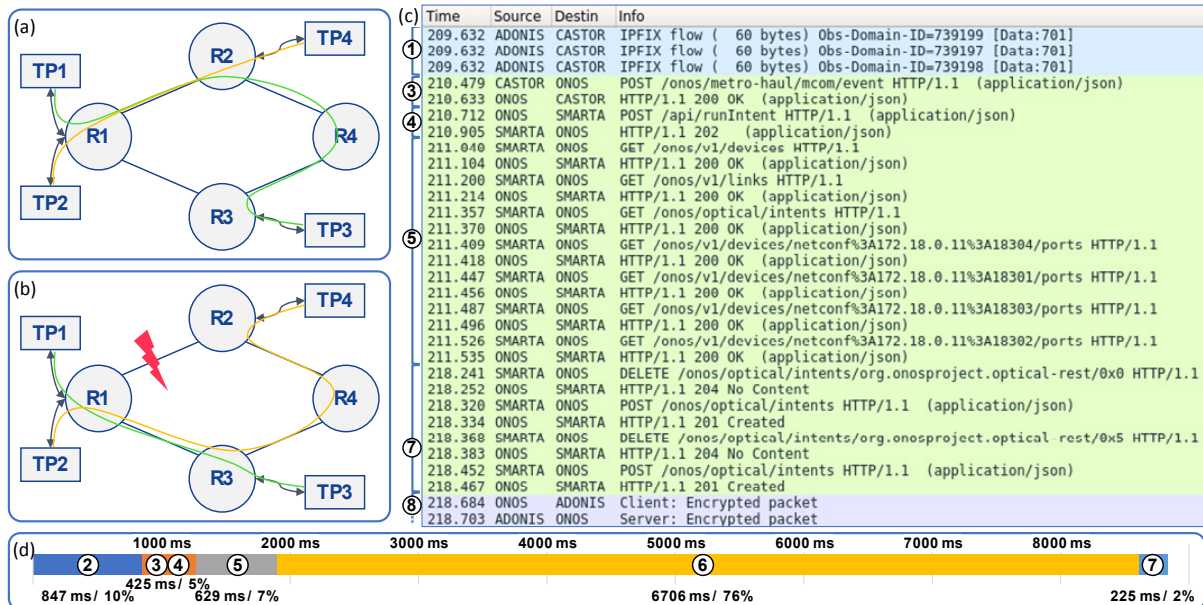 (a)
R2
TP4
TP1
R1
R4
TP2
R3
TP3
(b)
R2
TP4
TP1
R1
R4
TP2
R3
TP3
(c)
Time Source Destin Info
① 209.632 ADONIS CASTOR IPFIX flow ( 60 bytes) Obs-Domain-ID=739199 [Data:701]
209.632 ADONIS CASTOR IPFIX flow ( 60 bytes) Obs-Domain-ID=739197 [Data:701]
209.632 ADONIS CASTOR IPFIX flow ( 60 bytes) Obs-Domain-ID=739198 [Data:701]
③ 210.479 CASTOR ONOS POST /onos/metro-haul/mcom/event HTTP/1.1 (application/json)
210.633 ONOS CASTOR HTTP/1.1 200 OK (application/json)
④ 210.712 ONOS SMARTA POST /api/runIntent HTTP/1.1 (application/json)
210.905 SMARTA ONOS HTTP/1.1 202 (application/json)
⑤ 211.040 SMARTA ONOS GET /onos/v1/devices HTTP/1.1
211.104 ONOS SMARTA HTTP/1.1 200 OK (application/json)
211.200 SMARTA ONOS GET /onos/v1/links HTTP/1.1
211.214 ONOS SMARTA HTTP/1.1 200 OK (application/json)
211.357 SMARTA ONOS GET /onos/optical/intents HTTP/1.1
211.370 ONOS SMARTA HTTP/1.1 200 OK (application/json)
211.409 SMARTA ONOS GET /onos/v1/devices/netconf%3A172.18.0.11%3A18304/ports HTTP/1.1
211.418 ONOS SMARTA HTTP/1.1 200 OK (application/json)
211.447 SMARTA ONOS GET /onos/v1/devices/netconf%3A172.18.0.11%3A18301/ports HTTP/1.1
211.456 ONOS SMARTA HTTP/1.1 200 OK (application/json)
211.487 SMARTA ONOS GET /onos/v1/devices/netconf%3A172.18.0.11%3A18303/ports HTTP/1.1
211.496 ONOS SMARTA HTTP/1.1 200 OK (application/json)
211.526 SMARTA ONOS GET /onos/v1/devices/netconf%3A172.18.0.11%3A18302/ports HTTP/1.1
211.535 ONOS SMARTA HTTP/1.1 200 OK (application/json)
⑦ 218.241 SMARTA ONOS DELETE /onos/optical/intents/org.onosproject.optical-rest/0x0 HTTP/1.1
218.252 ONOS SMARTA HTTP/1.1 204 No Content
218.320 SMARTA ONOS POST /onos/optical/intents HTTP/1.1 (application/json)
218.334 ONOS SMARTA HTTP/1.1 201 Created
218.368 SMARTA ONOS DELETE /onos/optical/intents/org.onosproject.optical-rest/0x5 HTTP/1.1
218.383 ONOS SMARTA HTTP/1.1 204 No Content
218.452 SMARTA ONOS POST /onos/optical/intents HTTP/1.1 (application/json)
218.467 ONOS SMARTA HTTP/1.1 201 Created
⑧ 218.684 ONOS ADONIS Client: Encrypted packet
218.703 ADONIS ONOS Server: Encrypted packet
(d)
1000 ms 2000 ms 3000 ms 4000 ms 5000 ms 6000 ms 7000 ms 8000 ms
② ③ ④ ⑤ ⑥ ⑦
425 ms / 5%
847 ms / 10% 629 ms / 7% 6706 ms / 76% 225 ms / 2%